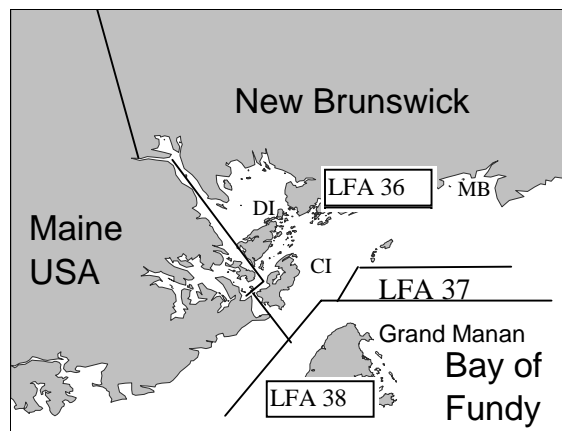 New Brunswick
LFA 36
MB
DI
Maine
USA
CI
LFA 37
Grand Manan
Bay of
Fundy
LFA 38